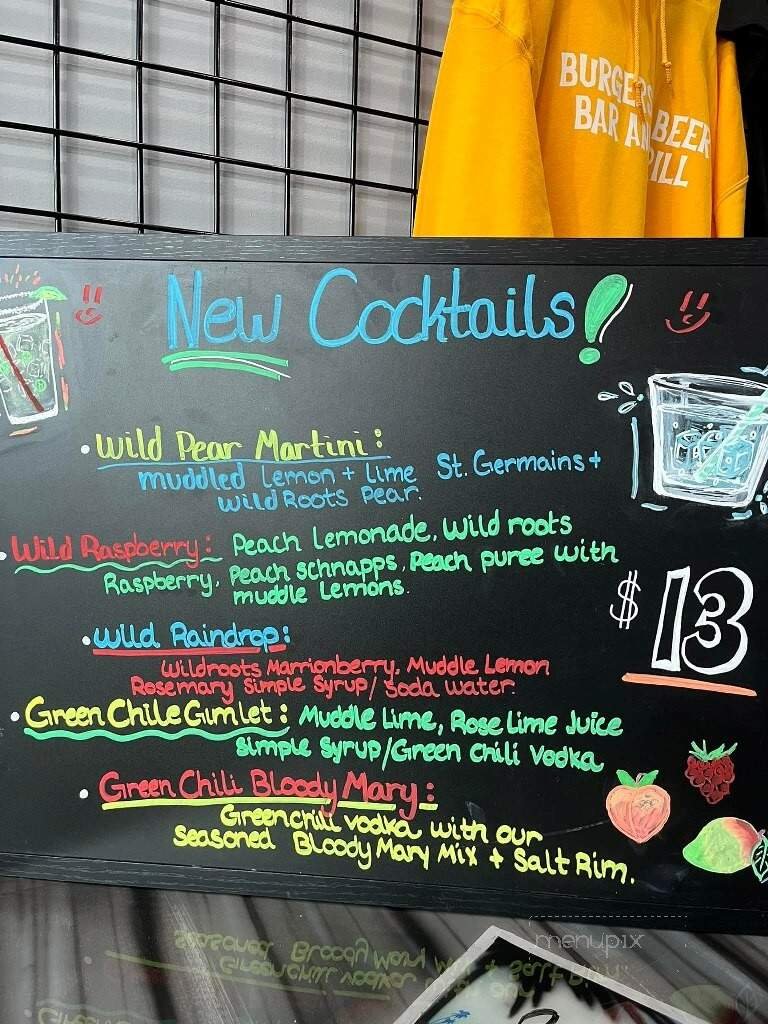 BURGERS BEER
BAR AND GRILL
New Cocktails!
• Wild Pear Martini:
muddled Lemon + Lime St. Germains +
Wild Roots Pear.
• Wild Raspberry: Peach Lemonade, Wild roots
Raspberry, Peach schnapps, Peach puree with
muddle Lemons.
$13
• Wild Raindrop:
Wildroots Marrionberry, Muddle Lemon
Rosemary Simple Syrup/Soda water.
• Green Chile Gimlet: Muddle Lime, Rose Lime Juice
Simple Syrup/Green Chili Vodka
• Green Chili Bloody Mary:
Greenchili vodka with our
Seasoned Bloody Mary Mix + Salt Rim.
menupix